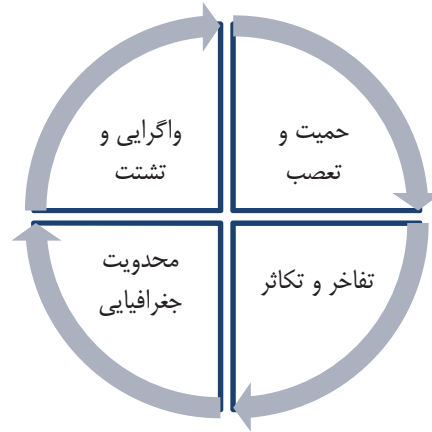 حمیت و
تعصب
واگرایی و
تشتت
تفاخر و تکاثر
محدویت
جغرافیایی